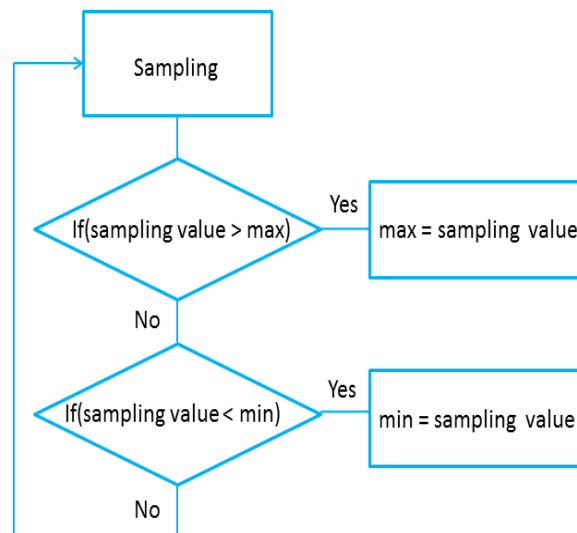 Sampling
If(sampling value > max)
Yes
max = sampling value
No
If(sampling value < min)
Yes
min = sampling value
No